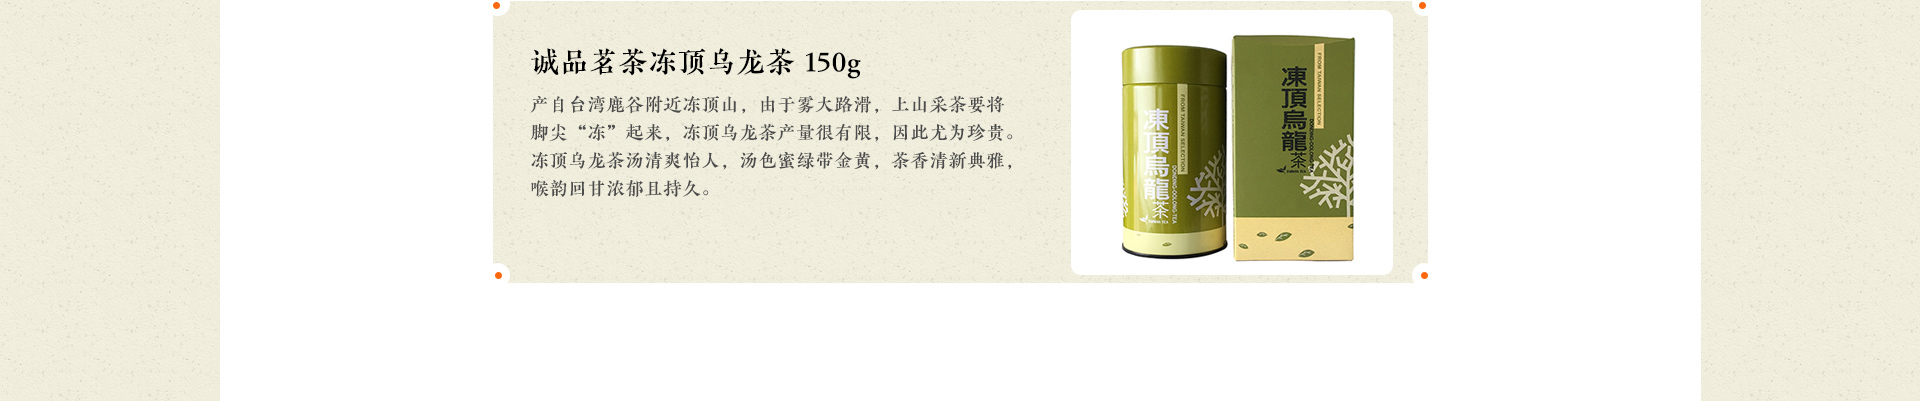 诚品茗茶冻顶乌龙茶 150g
产自台湾鹿谷附近冻顶山，由于雾大路滑，上山采茶要将
脚尖“冻”起来，冻顶乌龙茶产量很有限，因此尤为珍贵。
冻顶乌龙茶汤清爽怡人，汤色蜜绿带金黄，茶香清新典雅，
喉韵回甘浓郁且持久。
凍頂烏龍茶
FROM TAIWAN SELECTION
DONGDING-OOLONG-TEA
凍頂烏龍茶
FROM TAIWAN SELECTION